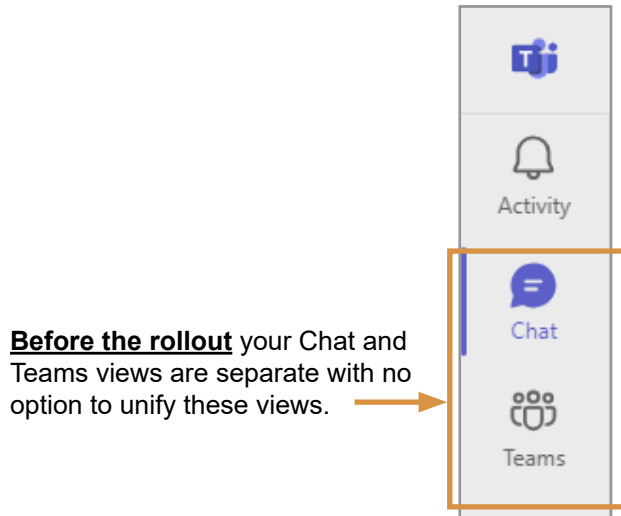 T
Activity
Chat
Before the rollout your Chat and
Teams views are separate with no
option to unify these views.
Teams